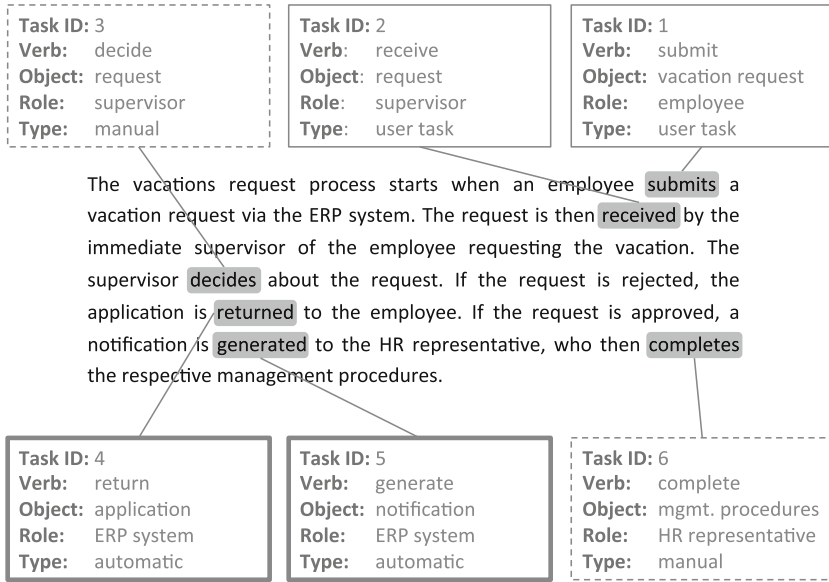 Task ID: 3
Verb: decide
Object: request
Role: supervisor
Type: manual
Task ID: 2
Verb: receive
Object: request
Role: supervisor
Type: user task
Task ID: 1
Verb: submit
Object: vacation request
Role: employee
Type: user task
The vacations request process starts when an employee submits a
vacation request via the ERP system. The request is then received by the
immediate supervisor of the employee requesting the vacation. The
supervisor decides about the request. If the request is rejected, the
application is returned to the employee. If the request is approved, a
notification is generated to the HR representative, who then completes
the respective management procedures.
Task ID: 4
Verb: return
Object: application
Role: ERP system
Type: automatic
Task ID: 5
Verb: generate
Object: notification
Role: ERP system
Type: automatic
Task ID: 6
Verb: complete
Object: mgmt. procedures
Role: HR representative
Type: manual